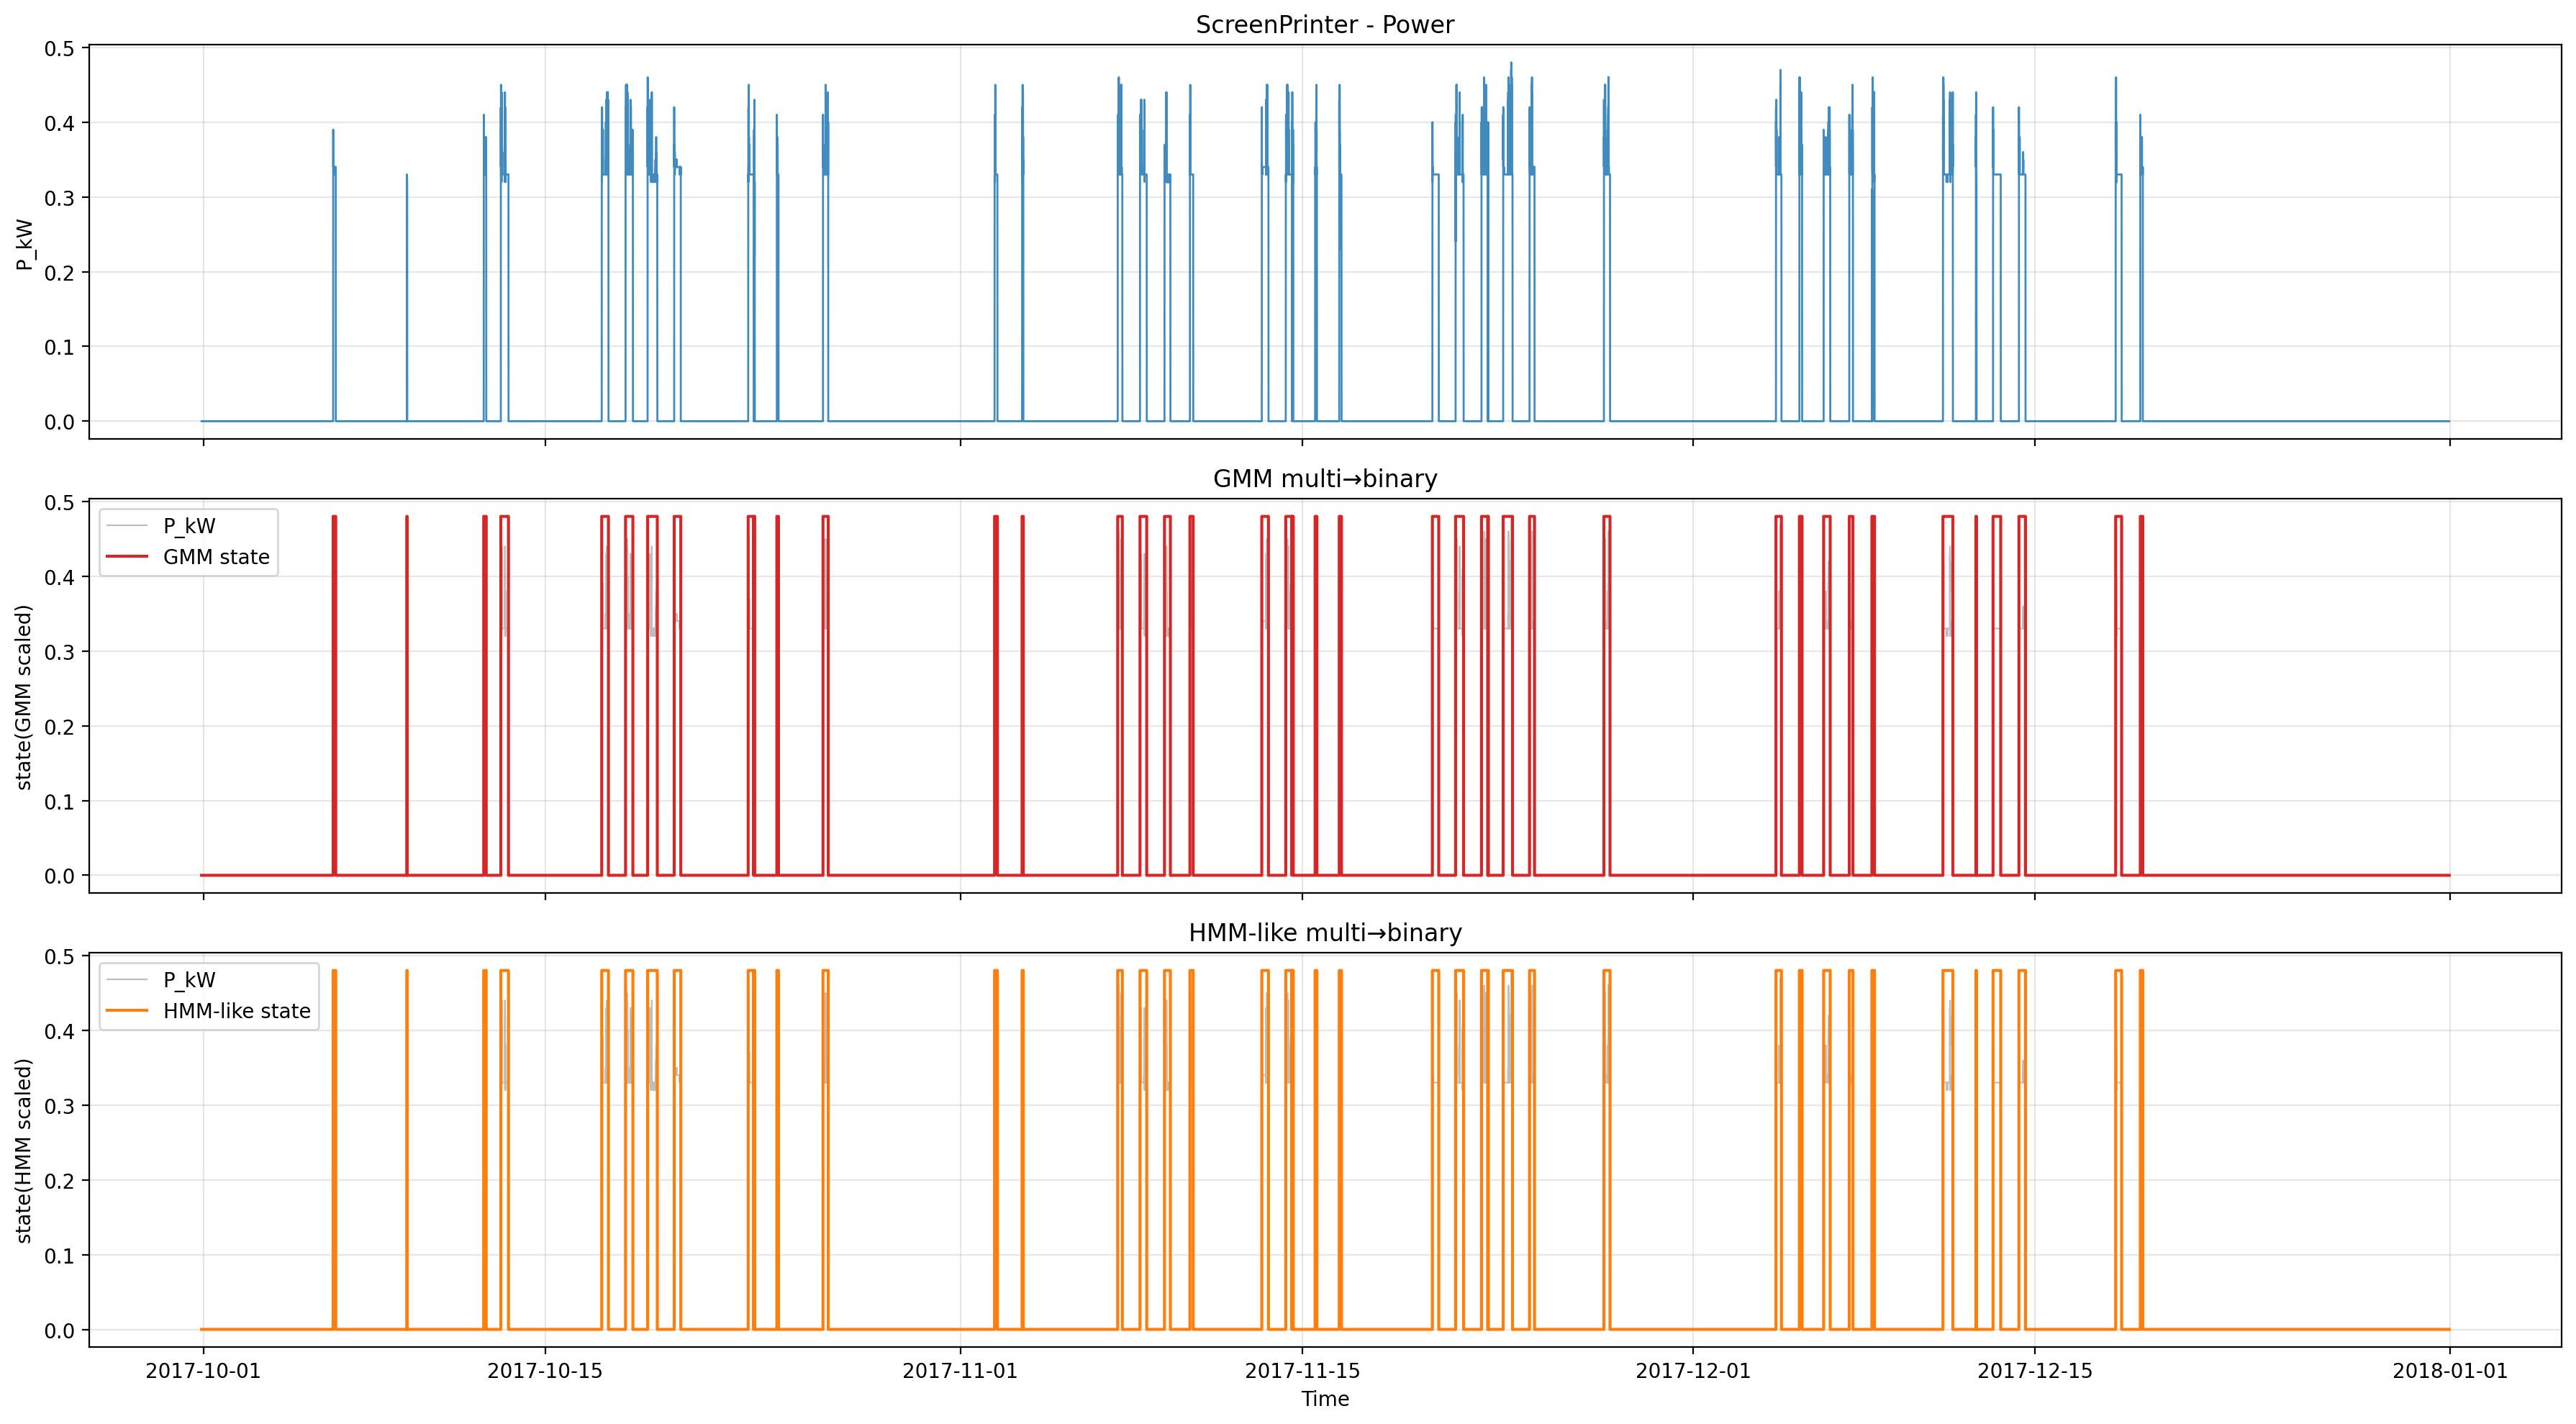 ScreenPrinter - Power
0.5
0.4
0.3
0.2
0.1
0.0
P_kW
GMM multi→binary
0.5
0.4
0.3
0.2
0.1
0.0
state(GMM scaled)
P_kW
GMM state
HMM-like multi→binary
0.5
0.4
0.3
0.2
0.1
0.0
state(HMM scaled)
P_kW
HMM-like state
2017-10-01 2017-10-15 2017-11-01 2017-11-15 2017-12-01 2017-12-15 2018-01-01
Time